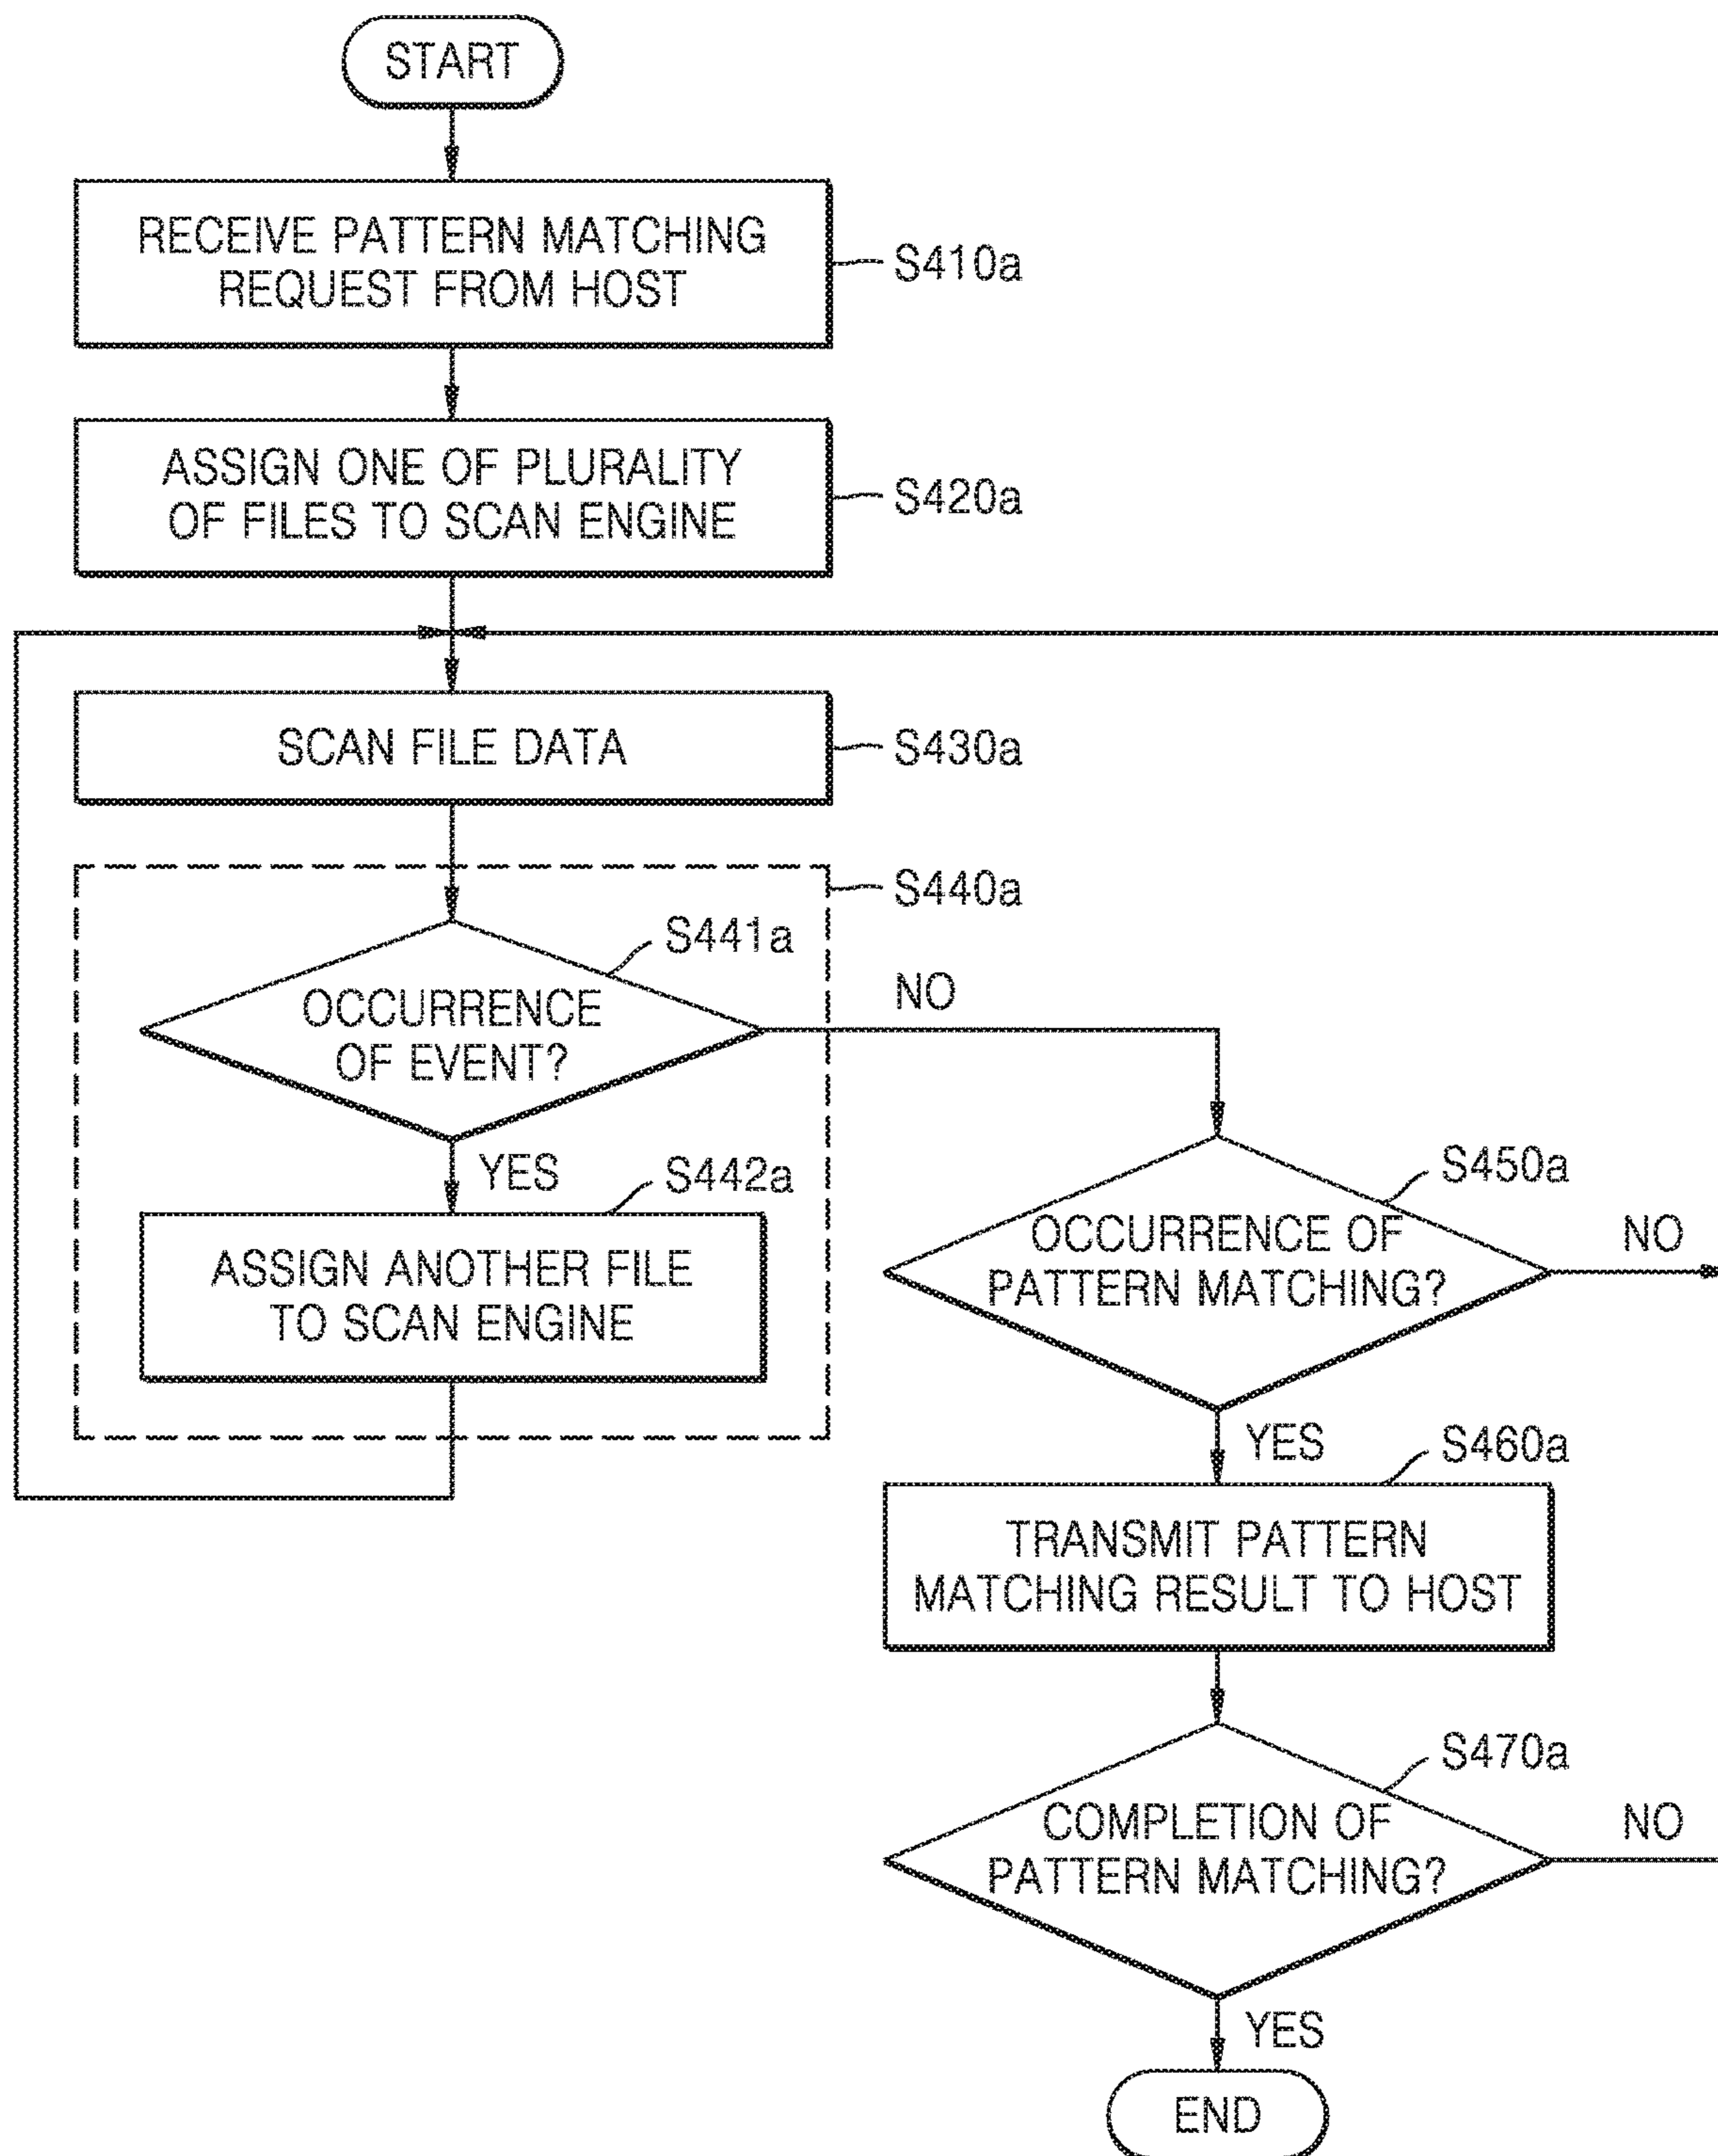 START
RECEIVE PATTERN MATCHING
REQUEST FROM HOST
S410a
ASSIGN ONE OF PLURALITY
OF FILES TO SCAN ENGINE
S420a
SCAN FILE DATA
S430a
S440a
S441a
OCCURRENCE
OF EVENT?
NO
YES
S442a
ASSIGN ANOTHER FILE
TO SCAN ENGINE
S450a
OCCURRENCE OF
PATTERN MATCHING?
NO
YES
S460a
TRANSMIT PATTERN
MATCHING RESULT TO HOST
S470a
COMPLETION OF
PATTERN MATCHING?
NO
YES
END